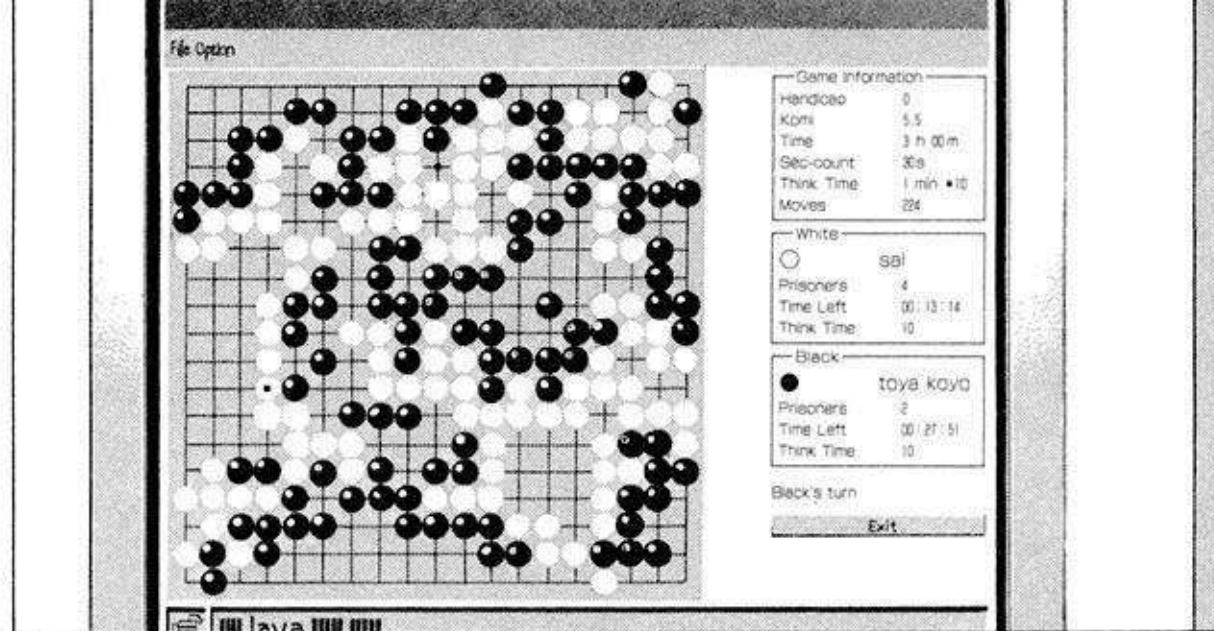 File Option
Game Information
Handicap 0
Komi 5.5
Time 3 h 00 m
Sec-count 30s
Think Time 1 min * 10
Moves 224
White
sai
Prisoners 4
Time Left 00:13:14
Think Time 10
Black
toya koyo
Prisoners 2
Time Left 00:27:51
Think Time 10
Black's turn
Exit
Java